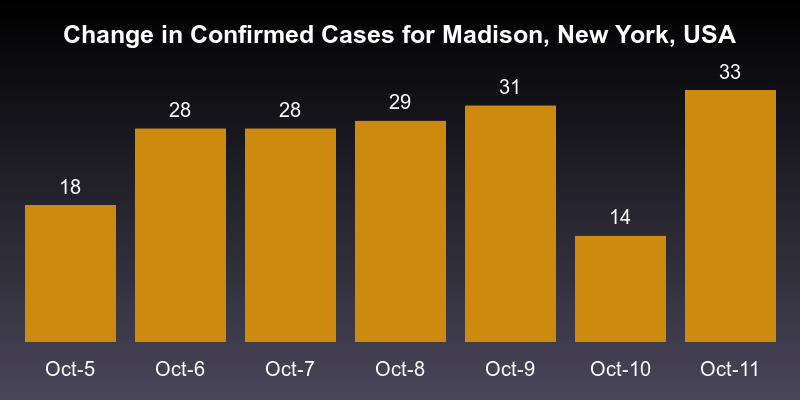 Change in Confirmed Cases for Madison, New York, USA
18
28
28
29
31
14
33
Oct-5
Oct-6
Oct-7
Oct-8
Oct-9
Oct-10
Oct-11